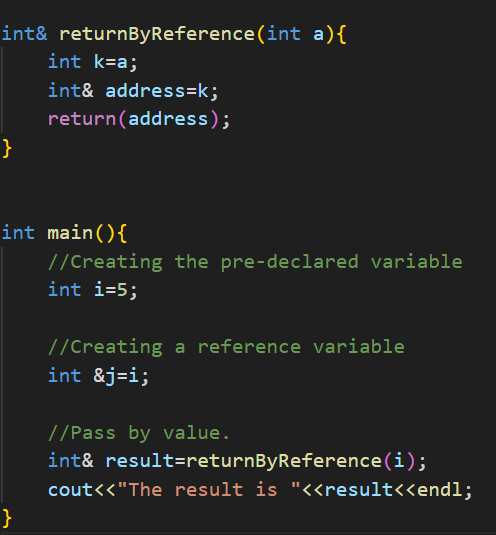 int& returnByReference(int a){
    int k=a;
    int& address=k;
    return(address);
}
int main(){
    //Creating the pre-declared variable
    int i=5;
    //Creating a reference variable
    int &j=i;
    //Pass by value.
    int& result=returnByReference(i);
    cout<<"The result is "<<result<<endl;
}